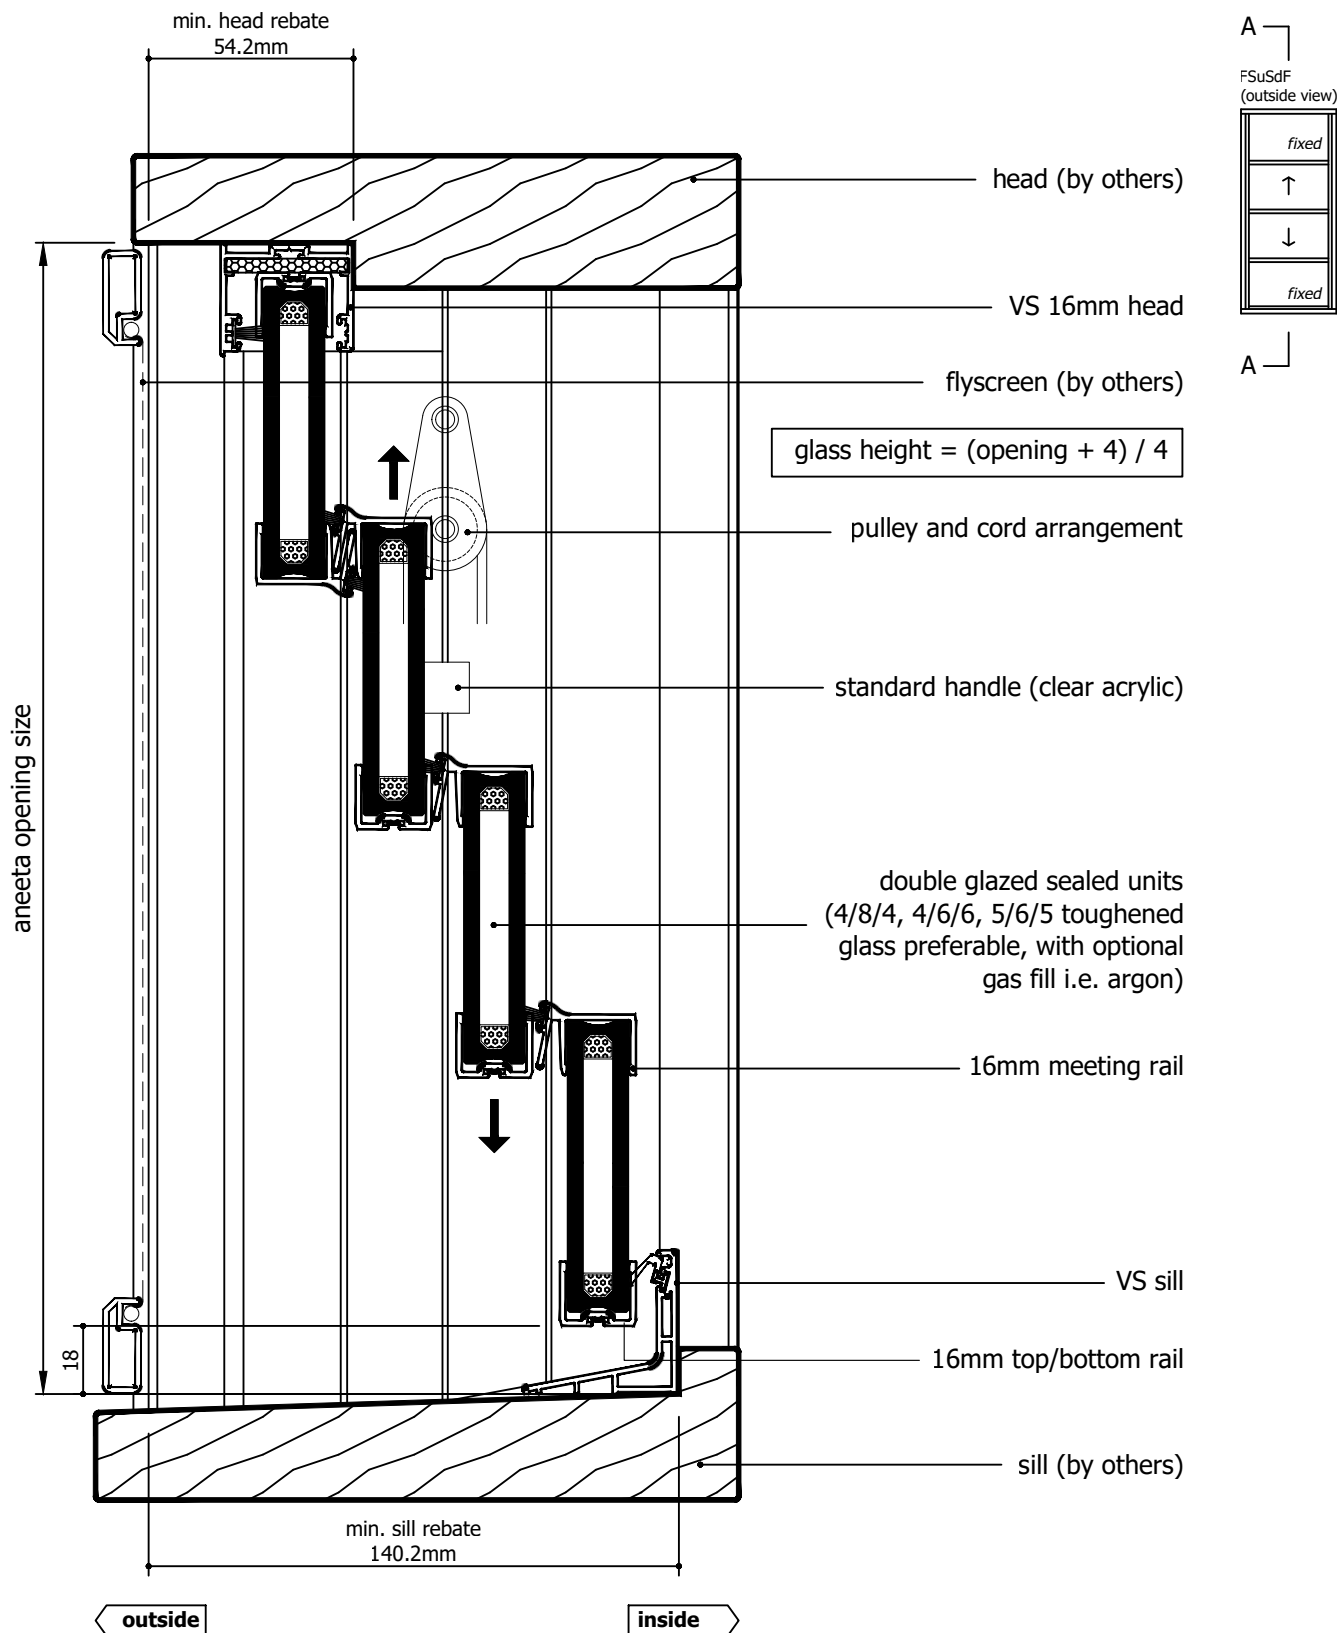 min. head rebate
54.2mm
A
FSuSdF
(outside view)
fixed
fixed
A
head (by others)
VS 16mm head
flyscreen (by others)
glass height = (opening + 4) / 4
pulley and cord arrangement
standard handle (clear acrylic)
aneeta opening size
double glazed sealed units
(4/8/4, 4/6/6, 5/6/5 toughened
glass preferable, with optional
gas fill i.e. argon)
16mm meeting rail
VS sill
18
16mm top/bottom rail
sill (by others)
min. sill rebate
140.2mm
outside
inside